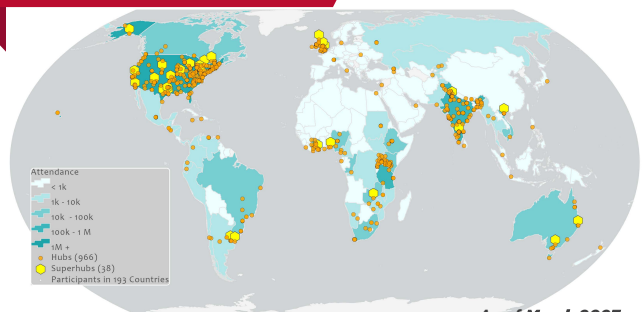 Attendance
< 1k
1k - 10k
10k - 100k
100k - 1 M
1M +
Hubs (966)
Superhubs (38)
Participants in 193 Countries